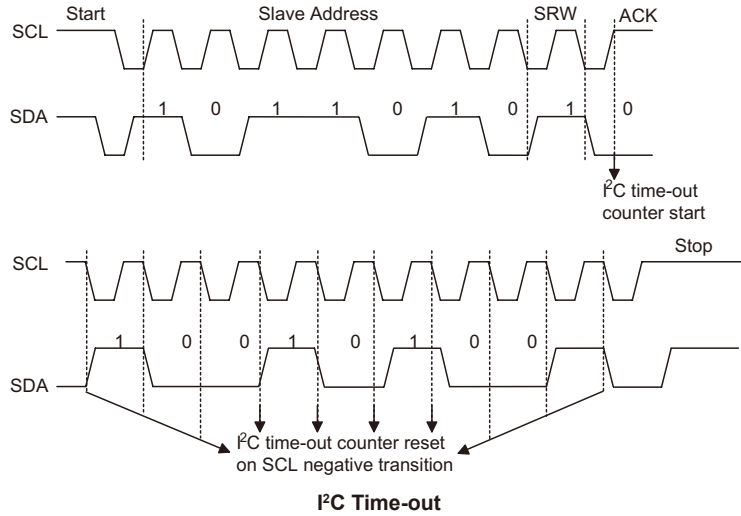 Start Slave Address SRW ACK
SCL
1 0 1 1 0 1 0 1 0
SDA
I²C time-out
counter start
Stop
SCL
1 0 0 1 0 1 0 0
SDA
I²C time-out counter reset
on SCL negative transition
I²C Time-out